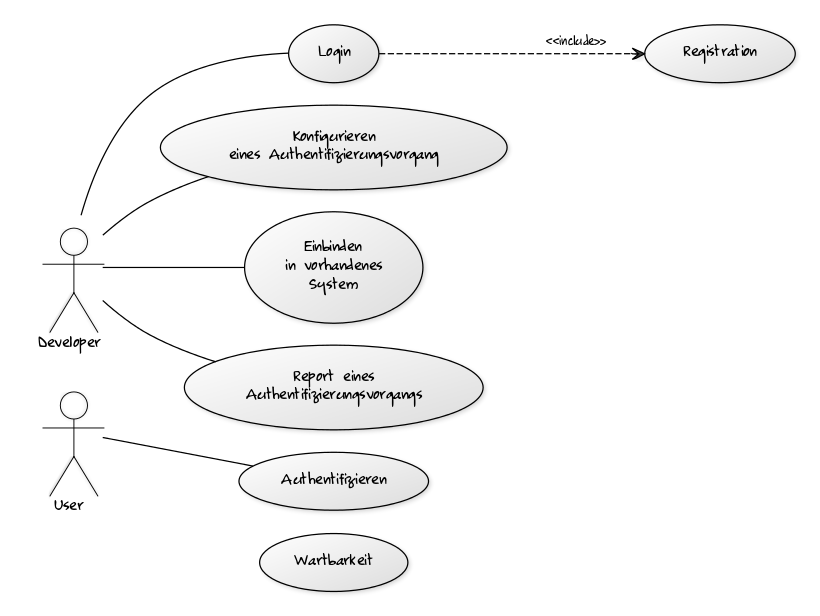 Login
<<include>>
Registration
Konfigurieren
eines Authentifizierungsvorgang
Einbinden
in vorhandenes
System
Developer
Report eines
Authentifizierungsvorgangs
User
Authentifizieren
Wartbarkeit